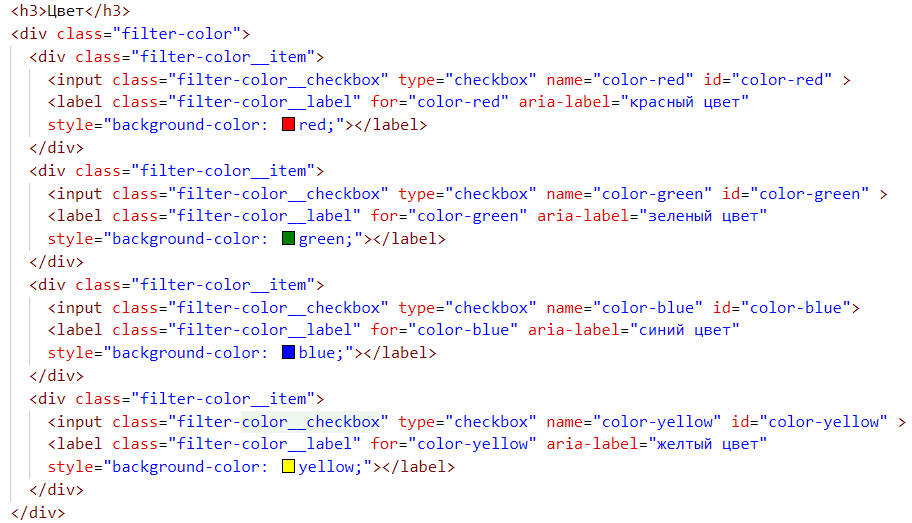 <h3>Цвет</h3>
<div class="filter-color">
<div class="filter-color__item">
<input class="filter-color__checkbox" type="checkbox" name="color-red" id="color-red" >
<label class="filter-color__label" for="color-red" aria-label="красный цвет"
style="background-color: red;"></label>
</div>
<div class="filter-color__item">
<input class="filter-color__checkbox" type="checkbox" name="color-green" id="color-green" >
<label class="filter-color__label" for="color-green" aria-label="зеленый цвет"
style="background-color: green;"></label>
</div>
<div class="filter-color__item">
<input class="filter-color__checkbox" type="checkbox" name="color-blue" id="color-blue">
<label class="filter-color__label" for="color-blue" aria-label="синий цвет"
style="background-color: blue;"></label>
</div>
<div class="filter-color__item">
<input class="filter-color__checkbox" type="checkbox" name="color-yellow" id="color-yellow" >
<label class="filter-color__label" for="color-yellow" aria-label="желтый цвет"
style="background-color: yellow;"></label>
</div>
</div>